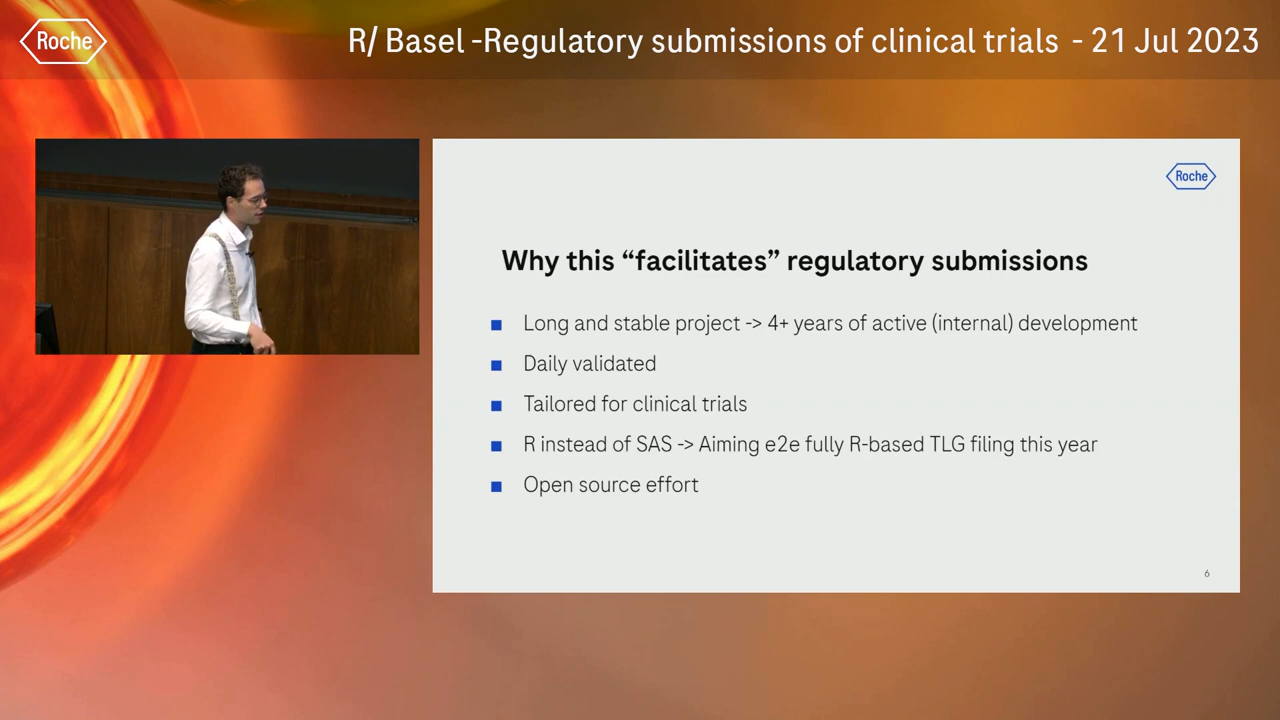 Roche
R/ Basel -Regulatory submissions of clinical trials - 21 Jul 2023
Roche
Why this “facilitates” regulatory submissions
Long and stable project -> 4+ years of active (internal) development
Daily validated
Tailored for clinical trials
R instead of SAS -> Aiming e2e fully R-based TLG filing this year
Open source effort
6